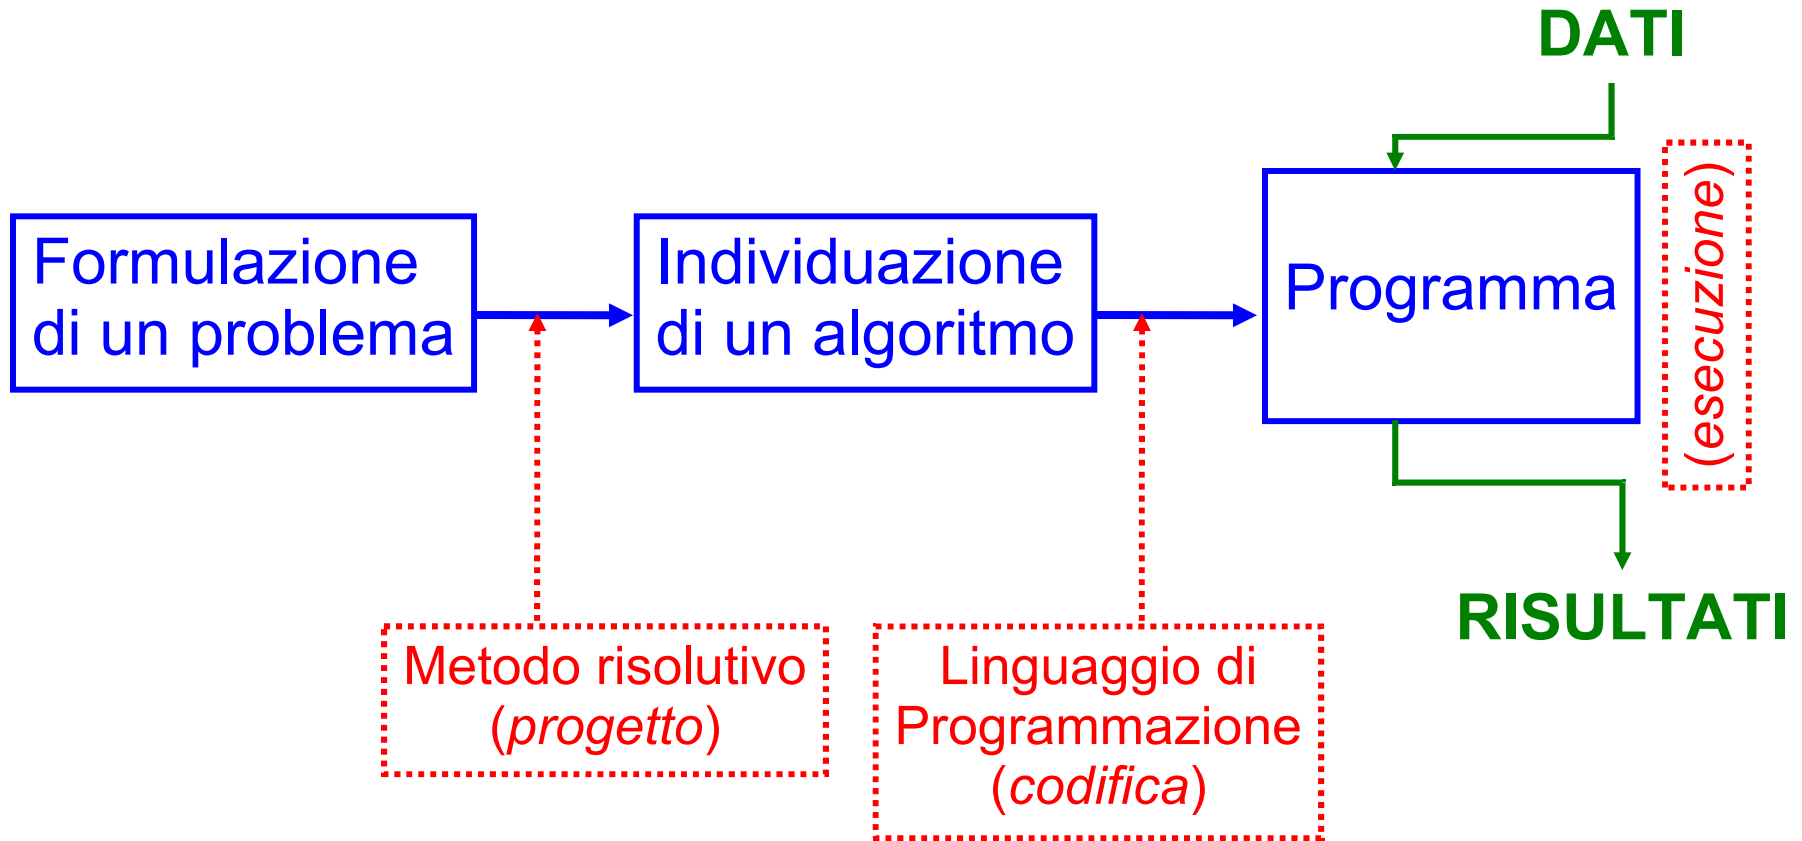 DATI
Formulazione
di un problema
Individuazione
di un algoritmo
Programma
(esecuzione)
RISULTATI
Metodo risolutivo
(progetto)
Linguaggio di
Programmazione
(codifica)